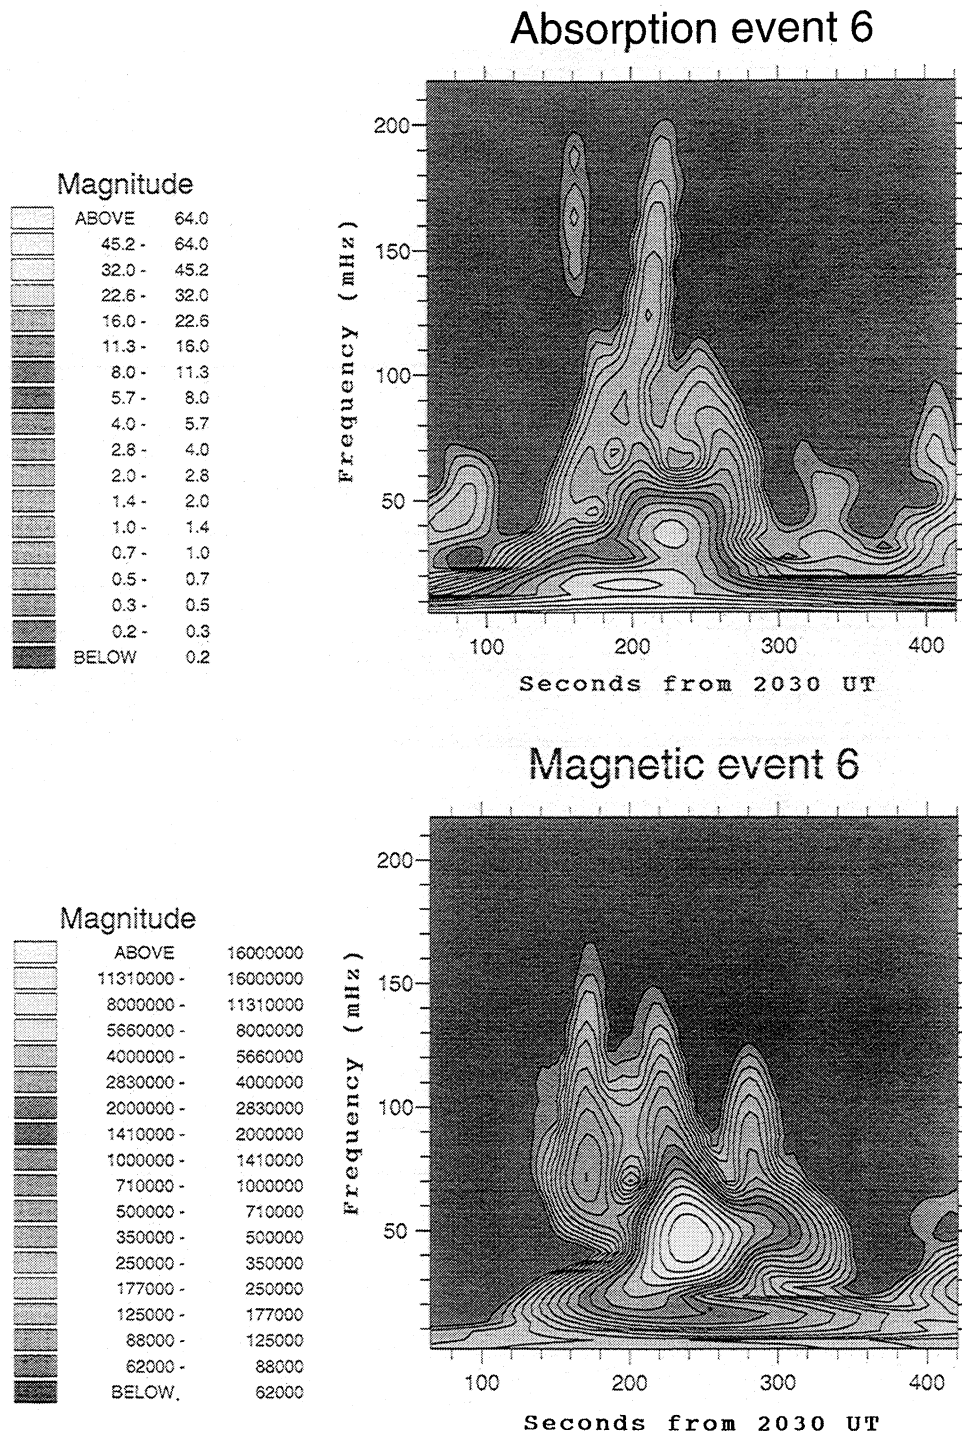 Absorption event 6
Magnitude
ABOVE 64.0
45.2 - 64.0
32.0 - 45.2
22.6 - 32.0
16.0 - 22.6
11.3 - 16.0
8.0 - 11.3
5.7 - 8.0
4.0 - 5.7
2.8 - 4.0
2.0 - 2.8
1.4 - 2.0
1.0 - 1.4
0.7 - 1.0
0.5 - 0.7
0.3 - 0.5
0.2 - 0.3
BELOW 0.2
Frequency (mHz)
200
150
100
50
100 200 300 400
Seconds from 2030 UT
Magnetic event 6
Magnitude
ABOVE 16000000
11310000 - 16000000
8000000 - 11310000
5660000 - 8000000
4000000 - 5660000
2830000 - 4000000
2000000 - 2830000
1410000 - 2000000
1000000 - 1410000
710000 - 1000000
500000 - 710000
350000 - 500000
250000 - 350000
177000 - 250000
125000 - 177000
88000 - 125000
62000 - 88000
BELOW. 62000
Frequency (mHz)
200
150
100
50
100 200 300 400
Seconds from 2030 UT